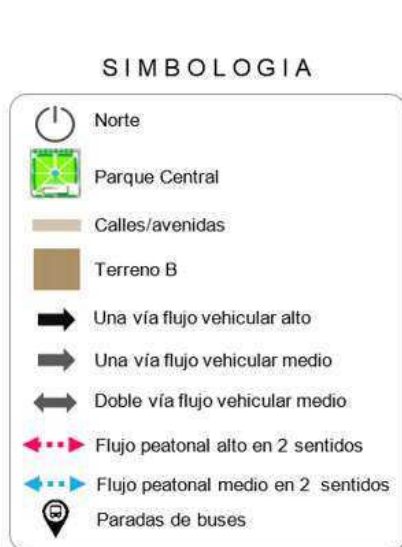 SIMBOLOGIA
Norte
Parque Central
Calles/avenidas
Terreno B
Una vía flujo vehicular alto
Una vía flujo vehicular medio
Doble vía flujo vehicular medio
Flujo peatonal alto en 2 sentidos
Flujo peatonal medio en 2 sentidos
Paradas de buses